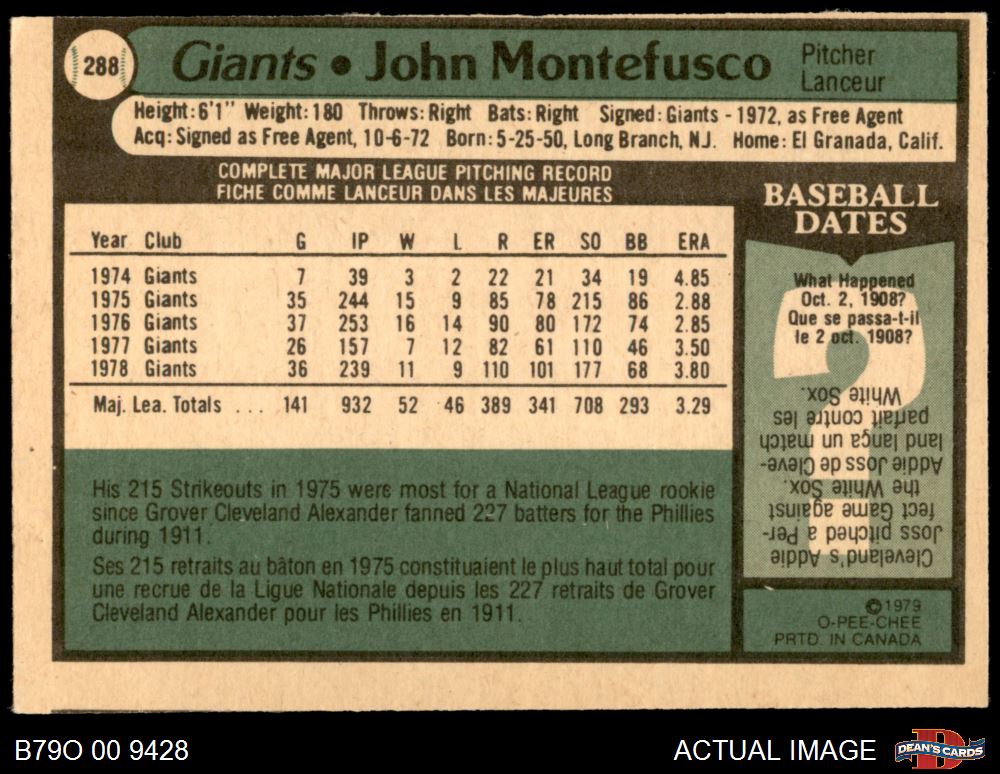 288
Giants • John Montefusco
Pitcher
Lanceur
Height: 6'1" Weight: 180 Throws: Right Bats: Right Signed: Giants - 1972, as Free Agent
Acq: Signed as Free Agent, 10-6-72 Born: 5-25-50, Long Branch, N.J. Home: El Granada, Calif.
COMPLETE MAJOR LEAGUE PITCHING RECORD
FICHE COMME LANCEUR DANS LES MAJEURES
Year Club G IP W L R ER SO BB ERA
1974 Giants 7 39 3 2 22 21 34 19 4.85
1975 Giants 35 244 15 9 85 78 215 86 2.88
1976 Giants 37 253 16 14 90 80 172 74 2.85
1977 Giants 26 157 7 12 82 61 110 46 3.50
1978 Giants 36 239 11 9 110 101 177 68 3.80
Maj. Lea. Totals ... 141 932 52 46 389 341 708 293 3.29
His 215 Strikeouts in 1975 were most for a National League rookie
since Grover Cleveland Alexander fanned 227 batters for the Phillies
during 1911.
Ses 215 retraits au bâton en 1975 constituaient le plus haut total pour
une recrue de la Ligue Nationale depuis les 227 retraits de Grover
Cleveland Alexander pour les Phillies en 1911.
BASEBALL
DATES
What Happened
Oct. 2, 1908?
Que se passa-t-il
le 2 oct. 1908?
Cleveland's Addie
Joss pitched a Per-
fect Game against
the White Sox.
Addie Joss de Cleve-
land lança un match
parfait contre les
White Sox.
©1979
O-PEE-CHEE
PRTD. IN CANADA
B79O 00 9428
ACTUAL IMAGE
D
DEAN'S CARDS